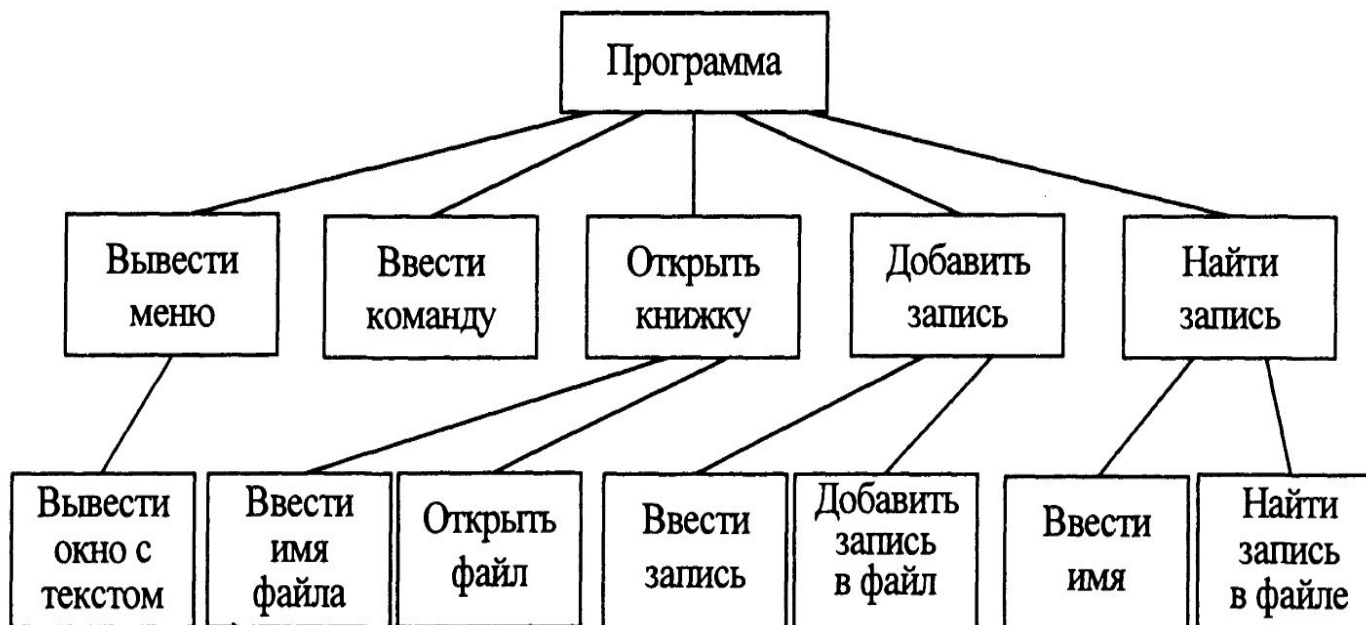 Программа
Вывести
меню
Ввести
команду
Открыть
книжку
Добавить
запись
Найти
запись
Вывести
окно с
текстом
Ввести
имя
файла
Открыть
файл
Ввести
запись
Добавить
запись
в файл
Ввести
имя
Найти
запись
в файле